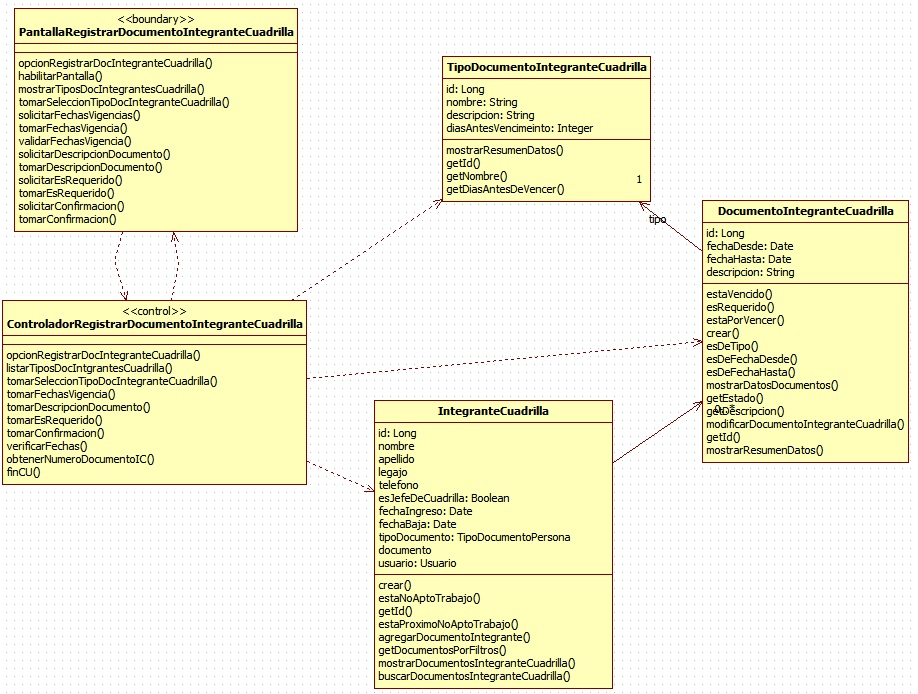 <<boundary>>
PantallaRegistrarDocumentoIntegranteCuadrilla
opcionRegistrarDocIntegranteCuadrilla()
habilitarPantalla()
mostrarTiposDocIntegrantesCuadrilla()
tomarSeleccionTipoDocIntegranteCuadrilla()
solicitarFechasVigencias()
tomarFechasVigencia()
validarFechasVigencia()
solicitarDescripcionDocumento()
tomarDescripcionDocumento()
solicitarEsRequerido()
tomarEsRequerido()
solicitarConfirmacion()
tomarConfirmacion()
TipoDocumentoIntegranteCuadrilla
id: Long
nombre: String
descripcion: String
diasAntesVencimeinto: Integer
mostrarResumenDatos()
getId()
getNombre()
getDiasAntesDeVencer()
1
tipo
DocumentoIntegranteCuadrilla
id: Long
fechaDesde: Date
fechaHasta: Date
descripcion: String
estaVencido()
esRequerido()
estaPorVencer()
crear()
esDeTipo()
esDeFechaDesde()
esDeFechaHasta()
mostrarDatosDocumentos()
getEstado()
0..*
getDescripcion()
modificarDocumentoIntegranteCuadrilla()
getId()
mostrarResumenDatos()
<<control>>
ControladorRegistrarDocumentoIntegranteCuadrilla
opcionRegistrarDocIntegranteCuadrilla()
listarTiposDocIntgrantesCuadrilla()
tomarSeleccionTipoDocIntegranteCuadrilla()
tomarFechasVigencia()
tomarDescripcionDocumento()
tomarEsRequerido()
tomarConfirmacion()
verificarFechas()
obtenerNumeroDocumentoIC()
finCU()
IntegranteCuadrilla
id: Long
nombre
apellido
legajo
telefono
esJefeDeCuadrilla: Boolean
fechaIngreso: Date
fechaBaja: Date
tipoDocumento: TipoDocumentoPersona
documento
usuario: Usuario
crear()
estaNoAptoTrabajo()
getId()
estaProximoNoAptoTrabajo()
agregarDocumentoIntegrante()
getDocumentosPorFiltros()
mostrarDocumentosIntegranteCuadrilla()
buscarDocumentosIntegranteCuadrilla()